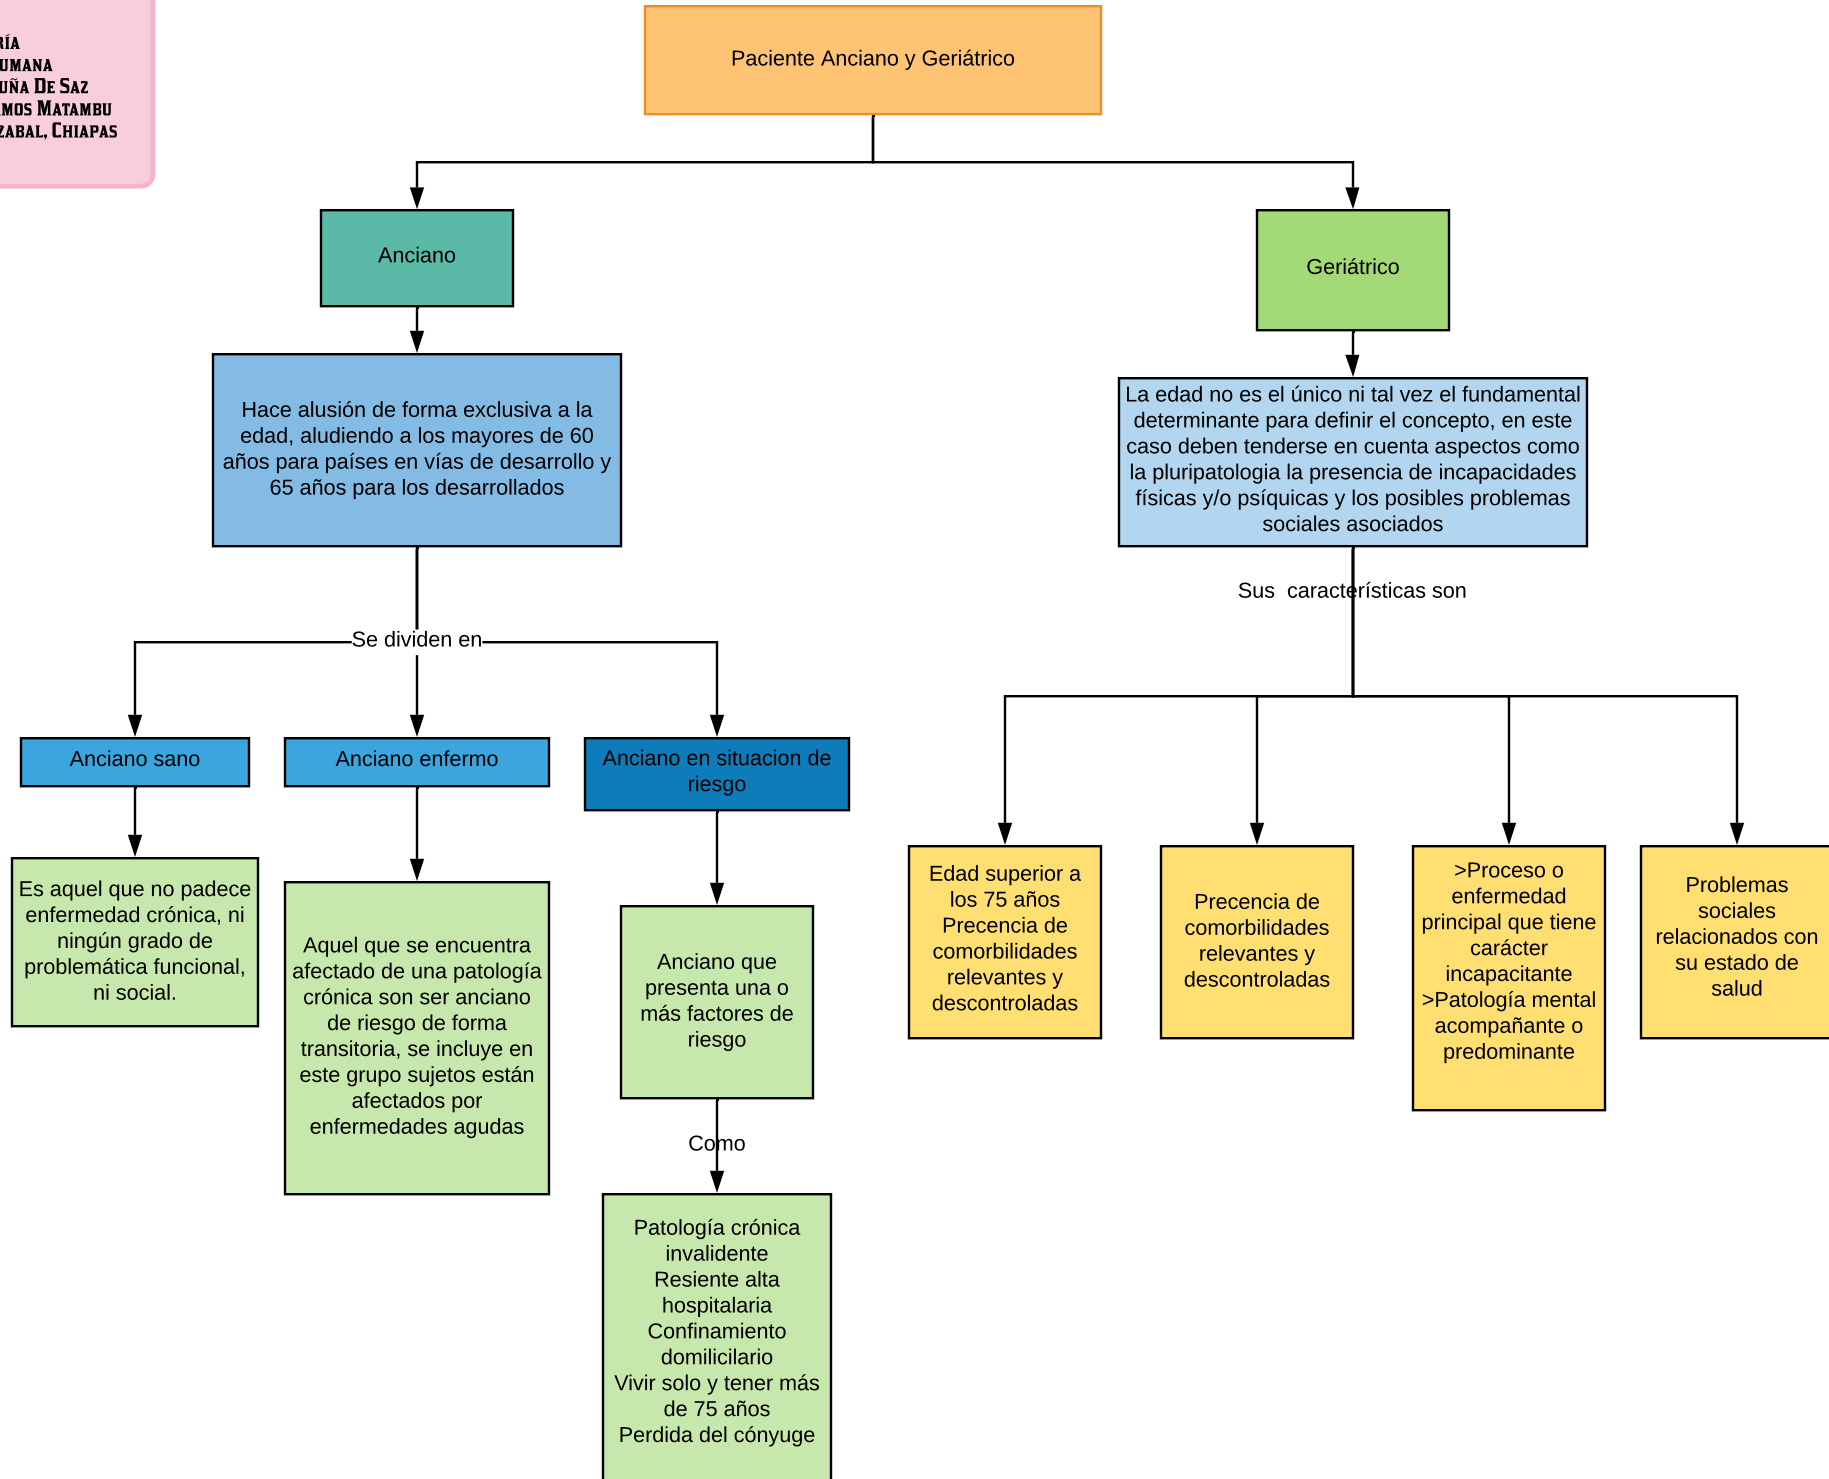 UMANA
DE SAZ
MATAMBU
CHIAPAS
Paciente Anciano y Geriátrico
Anciano
Geriátrico
Hace alusión de forma exclusiva a la
edad, aludiendo a los mayores de 60
años para países en vías de desarrollo y
65 años para los desarrollados
La edad no es el único ni tal vez el fundamental
determinante para definir el concepto, en este
caso deben tenderse en cuenta aspectos como
la pluripatologia la presencia de incapacidades
físicas y/o psíquicas y los posibles problemas
sociales asociados
Se dividen en
Sus características son
Anciano sano
Anciano enfermo
Anciano en situacion de
riesgo
Es aquel que no padece
enfermedad crónica, ni
ningún grado de
problemática funcional,
ni social.
Aquel que se encuentra
afectado de una patología
crónica son ser anciano
de riesgo de forma
transitoria, se incluye en
este grupo sujetos están
afectados por
enfermedades agudas
Anciano que
presenta una o
más factores de
riesgo
Como
Patología crónica
invalidente
Resiente alta
hospitalaria
Confinamiento
domilicilario
Vivir solo y tener más
de 75 años
Perdida del cónyuge
Edad superior a
los 75 años
Precencia de
comorbilidades
relevantes y
descontroladas
Precencia de
comorbilidades
relevantes y
descontroladas
>Proceso o
enfermedad
principal que tiene
carácter
incapacitante
>Patología mental
acompañante o
predominante
Problemas
sociales
relacionados con
su estado de
salud